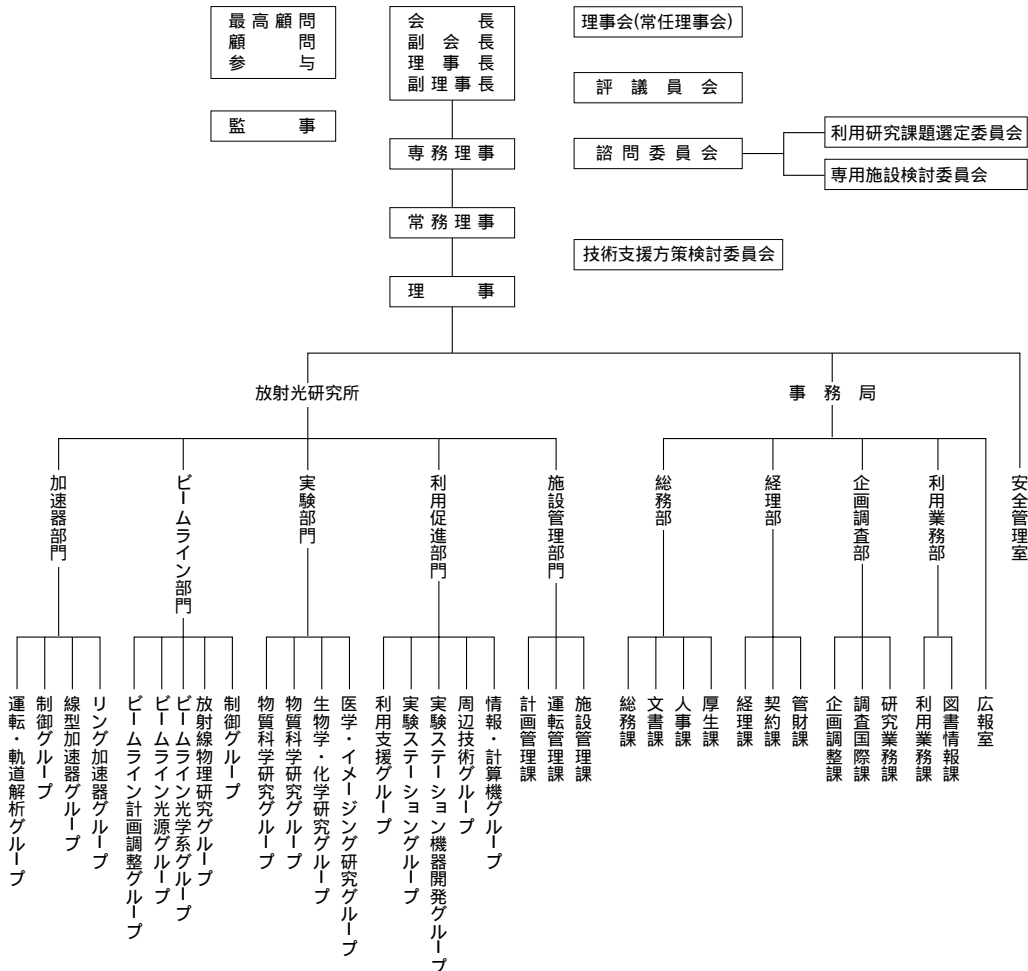 最高顧問
顧問
参与
会長
副会長
理事長
副理事長
理事会(常任理事会)
評議員会
監事
専務理事
諮問委員会
利用研究課題選定委員会
専用施設検討委員会
常務理事
技術支援方策検討委員会
理事
放射光研究所
事務局
加速器部門
ビームライン部門
実験部門
利用促進部門
施設管理部門
総務部
経理部
企画調査部
利用業務部
安全管理室
運転・軌道解析グループ
制御グループ
線型加速器グループ
リング加速器グループ
ビームライン計画調整グループ
ビームライン光源グループ
ビームライン光学系グループ
放射線物理研究グループ
制御グループ
物質科学研究グループ
物質科学研究グループ
生物学・化学研究グループ
医学・イメージング研究グループ
利用支援グループ
実験ステーショングループ
実験ステーション機器開発グループ
周辺技術グループ
情報・計算機グループ
計画管理課
運転管理課
施設管理課
総務課
文書課
人事課
厚生課
経理課
契約課
管財課
企画調整課
調査国際課
研究業務課
利用業務課
図書情報課
広報室